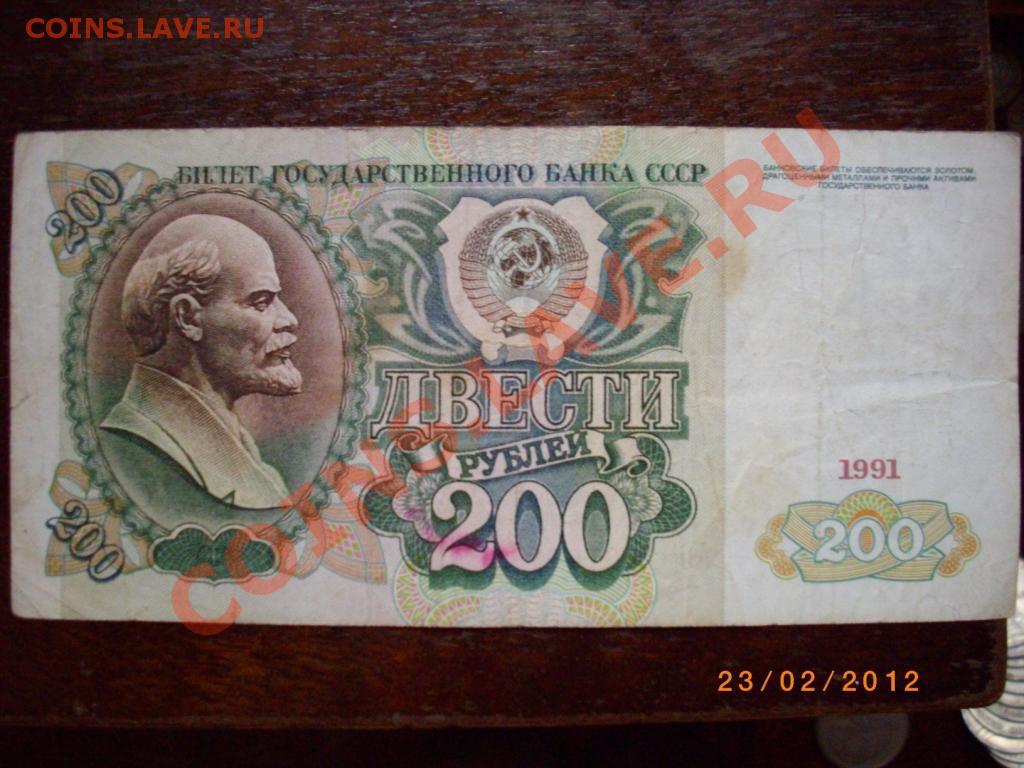 COINS.LAVE.RU
БИЛЕТ ГОСУДАРСТВЕННОГО БАНКА СССР
БАНКОВСКИЕ БИЛЕТЫ ОБЕСПЕЧИВАЮТСЯ ЗОЛОТОМ,
ДРАГОЦЕННЫМИ МЕТАЛЛАМИ И ПРОЧИМИ АКТИВАМИ
ГОСУДАРСТВЕННОГО БАНКА
200
ДВЕСТИ
РУБЛЕЙ
200
1991
200
200
COINS.LAVE.RU
23/02/2012